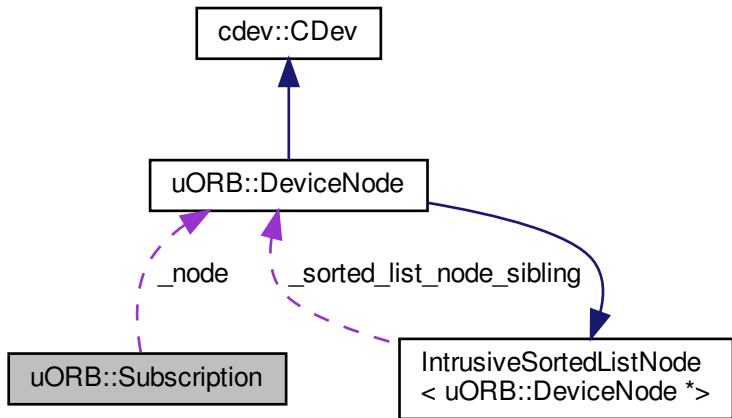 cdev::CDev
uORB::DeviceNode
_node
_sorted_list_node_sibling
uORB::Subscription
IntrusiveSortedListNode
< uORB::DeviceNode *>